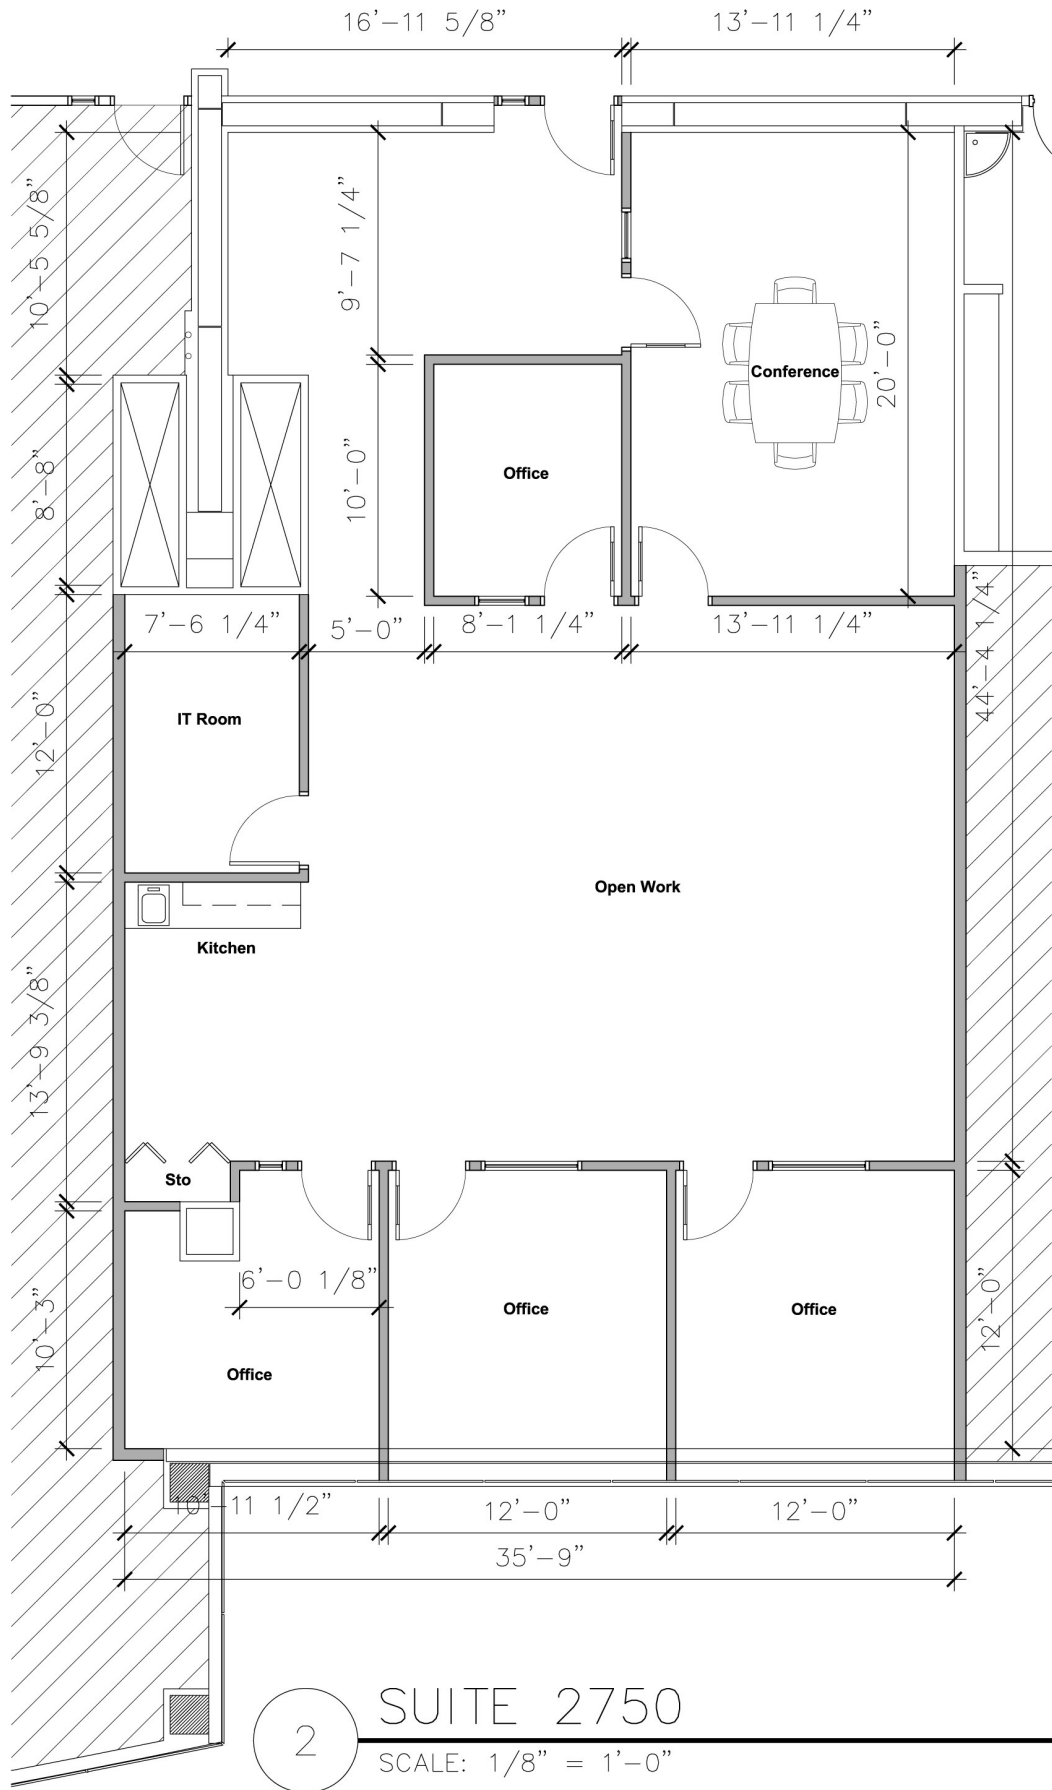 16'-11 5/8" 13'-11 1/4"
10'-5 5/8"
9'-7 1/4"
20'-0"
Conference
8'-8"
10'-0"
Office
7'-6 1/4" 5'-0" 8'-1 1/4" 13'-11 1/4"
44'-4 1/4"
12'-0"
IT Room
Open Work
Kitchen
13'-9 3/8"
Sto
6'-0 1/8"
10'-3"
Office
Office
Office
12'-0"
10'-11 1/2" 12'-0" 12'-0"
35'-9"
2
SUITE 2750
SCALE: 1/8" = 1'-0"